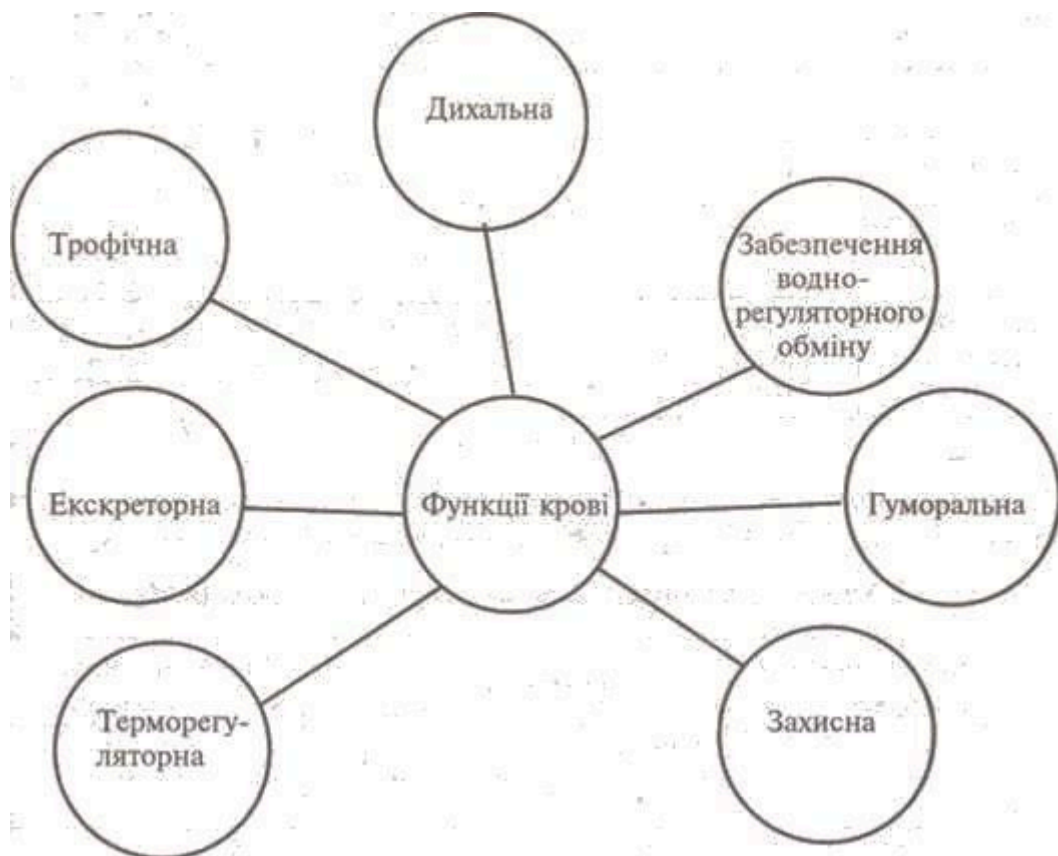 Дихальна
Трофічна
Забезпечення
водно-
регуляторного
обміну
Екскреторна
Функції крові
Гуморальна
Терморегу-
ляторна
Захисна